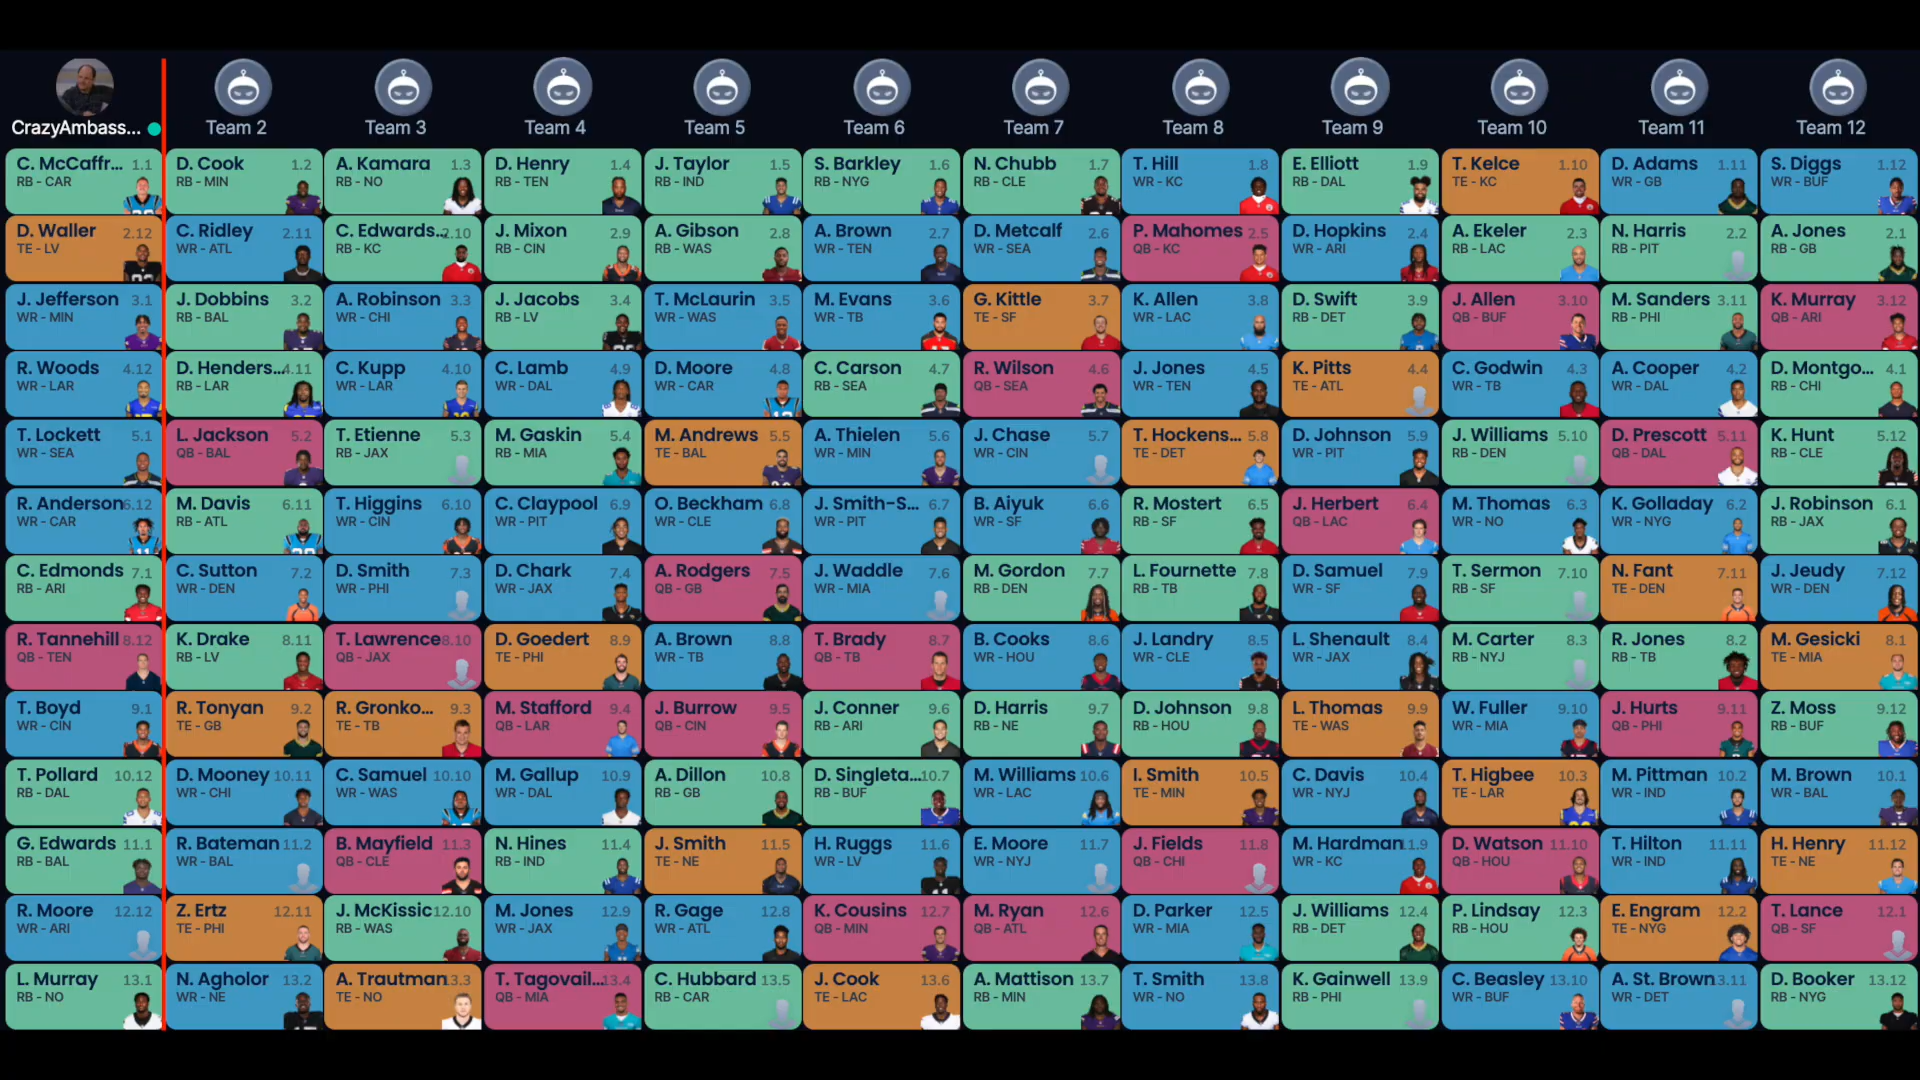 CrazyAmbass...
Team 2
Team 3
Team 4
Team 5
Team 6
Team 7
Team 8
Team 9
Team 10
Team 11
Team 12
C. McCaffr... 1.1
RB - CAR
D. Cook 1.2
RB - MIN
A. Kamara 1.3
RB - NO
D. Henry 1.4
RB - TEN
J. Taylor 1.5
RB - IND
S. Barkley 1.6
RB - NYG
N. Chubb 1.7
RB - CLE
T. Hill 1.8
WR - KC
E. Elliott 1.9
RB - DAL
T. Kelce 1.10
TE - KC
D. Adams 1.11
WR - GB
S. Diggs 1.12
WR - BUF
D. Waller 2.12
TE - LV
C. Ridley 2.11
WR - ATL
C. Edwards... 2.10
RB - KC
J. Mixon 2.9
RB - CIN
A. Gibson 2.8
RB - WAS
A. Brown 2.7
WR - TEN
D. Metcalf 2.6
WR - SEA
P. Mahomes 2.5
QB - KC
D. Hopkins 2.4
WR - ARI
A. Ekeler 2.3
RB - LAC
N. Harris 2.2
RB - PIT
A. Jones 2.1
RB - GB
J. Jefferson 3.1
WR - MIN
J. Dobbins 3.2
RB - BAL
A. Robinson 3.3
WR - CHI
J. Jacobs 3.4
RB - LV
T. McLaurin 3.5
WR - WAS
M. Evans 3.6
WR - TB
G. Kittle 3.7
TE - SF
K. Allen 3.8
WR - LAC
D. Swift 3.9
RB - DET
J. Allen 3.10
QB - BUF
M. Sanders 3.11
RB - PHI
K. Murray 3.12
QB - ARI
R. Woods 4.12
WR - LAR
D. Henders... 4.11
RB - LAR
C. Kupp 4.10
WR - LAR
C. Lamb 4.9
WR - DAL
D. Moore 4.8
WR - CAR
C. Carson 4.7
RB - SEA
R. Wilson 4.6
QB - SEA
J. Jones 4.5
WR - TEN
K. Pitts 4.4
TE - ATL
C. Godwin 4.3
WR - TB
A. Cooper 4.2
WR - DAL
D. Montgo... 4.1
RB - CHI
T. Lockett 5.1
WR - SEA
L. Jackson 5.2
QB - BAL
T. Etienne 5.3
RB - JAX
M. Gaskin 5.4
RB - MIA
M. Andrews 5.5
TE - BAL
A. Thielen 5.6
WR - MIN
J. Chase 5.7
WR - CIN
T. Hockens... 5.8
TE - DET
D. Johnson 5.9
WR - PIT
J. Williams 5.10
RB - DEN
D. Prescott 5.11
QB - DAL
K. Hunt 5.12
RB - CLE
R. Anderson 6.12
WR - CAR
M. Davis 6.11
RB - ATL
T. Higgins 6.10
WR - CIN
C. Claypool 6.9
WR - PIT
O. Beckham 6.8
WR - CLE
J. Smith-S... 6.7
WR - PIT
B. Aiyuk 6.6
WR - SF
R. Mostert 6.5
RB - SF
J. Herbert 6.4
QB - LAC
M. Thomas 6.3
WR - NO
K. Golladay 6.2
WR - NYG
J. Robinson 6.1
RB - JAX
C. Edmonds 7.1
RB - ARI
C. Sutton 7.2
WR - DEN
D. Smith 7.3
WR - PHI
D. Chark 7.4
WR - JAX
A. Rodgers 7.5
QB - GB
J. Waddle 7.6
WR - MIA
M. Gordon 7.7
RB - DEN
L. Fournette 7.8
RB - TB
D. Samuel 7.9
WR - SF
T. Sermon 7.10
RB - SF
N. Fant 7.11
TE - DEN
J. Jeudy 7.12
WR - DEN
R. Tannehill 8.12
QB - TEN
K. Drake 8.11
RB - LV
T. Lawrence 8.10
QB - JAX
D. Goedert 8.9
TE - PHI
A. Brown 8.8
WR - TB
T. Brady 8.7
QB - TB
B. Cooks 8.6
WR - HOU
J. Landry 8.5
WR - CLE
L. Shenault 8.4
WR - JAX
M. Carter 8.3
RB - NYJ
R. Jones 8.2
RB - TB
M. Gesicki 8.1
TE - MIA
T. Boyd 9.1
WR - CIN
R. Tonyan 9.2
TE - GB
R. Gronko... 9.3
TE - TB
M. Stafford 9.4
QB - LAR
J. Burrow 9.5
QB - CIN
J. Conner 9.6
RB - ARI
D. Harris 9.7
RB - NE
D. Johnson 9.8
RB - HOU
L. Thomas 9.9
TE - WAS
W. Fuller 9.10
WR - MIA
J. Hurts 9.11
QB - PHI
Z. Moss 9.12
RB - BUF
T. Pollard 10.12
RB - DAL
D. Mooney 10.11
WR - CHI
C. Samuel 10.10
WR - WAS
M. Gallup 10.9
WR - DAL
A. Dillon 10.8
RB - GB
D. Singleta... 10.7
RB - BUF
M. Williams 10.6
WR - LAC
I. Smith 10.5
TE - MIN
C. Davis 10.4
WR - NYJ
T. Higbee 10.3
TE - LAR
M. Pittman 10.2
WR - IND
M. Brown 10.1
WR - BAL
G. Edwards 11.1
RB - BAL
R. Bateman 11.2
WR - BAL
B. Mayfield 11.3
QB - CLE
N. Hines 11.4
RB - IND
J. Smith 11.5
TE - NE
H. Ruggs 11.6
WR - LV
E. Moore 11.7
WR - NYJ
J. Fields 11.8
QB - CHI
M. Hardman 11.9
WR - KC
D. Watson 11.10
QB - HOU
T. Hilton 11.11
WR - IND
H. Henry 11.12
TE - NE
R. Moore 12.12
WR - ARI
Z. Ertz 12.11
TE - PHI
J. McKissic 12.10
RB - WAS
M. Jones 12.9
WR - JAX
R. Gage 12.8
WR - ATL
K. Cousins 12.7
QB - MIN
M. Ryan 12.6
QB - ATL
D. Parker 12.5
WR - MIA
J. Williams 12.4
RB - DET
P. Lindsay 12.3
RB - HOU
E. Engram 12.2
TE - NYG
T. Lance 12.1
QB - SF
L. Murray 13.1
RB - NO
N. Agholor 13.2
WR - NE
A. Trautman 13.3
TE - NO
T. Tagovail... 13.4
QB - MIA
C. Hubbard 13.5
RB - CAR
J. Cook 13.6
TE - LAC
A. Mattison 13.7
RB - MIN
T. Smith 13.8
WR - NO
K. Gainwell 13.9
RB - PHI
C. Beasley 13.10
WR - BUF
A. St. Brown 13.11
WR - DET
D. Booker 13.12
RB - NYG